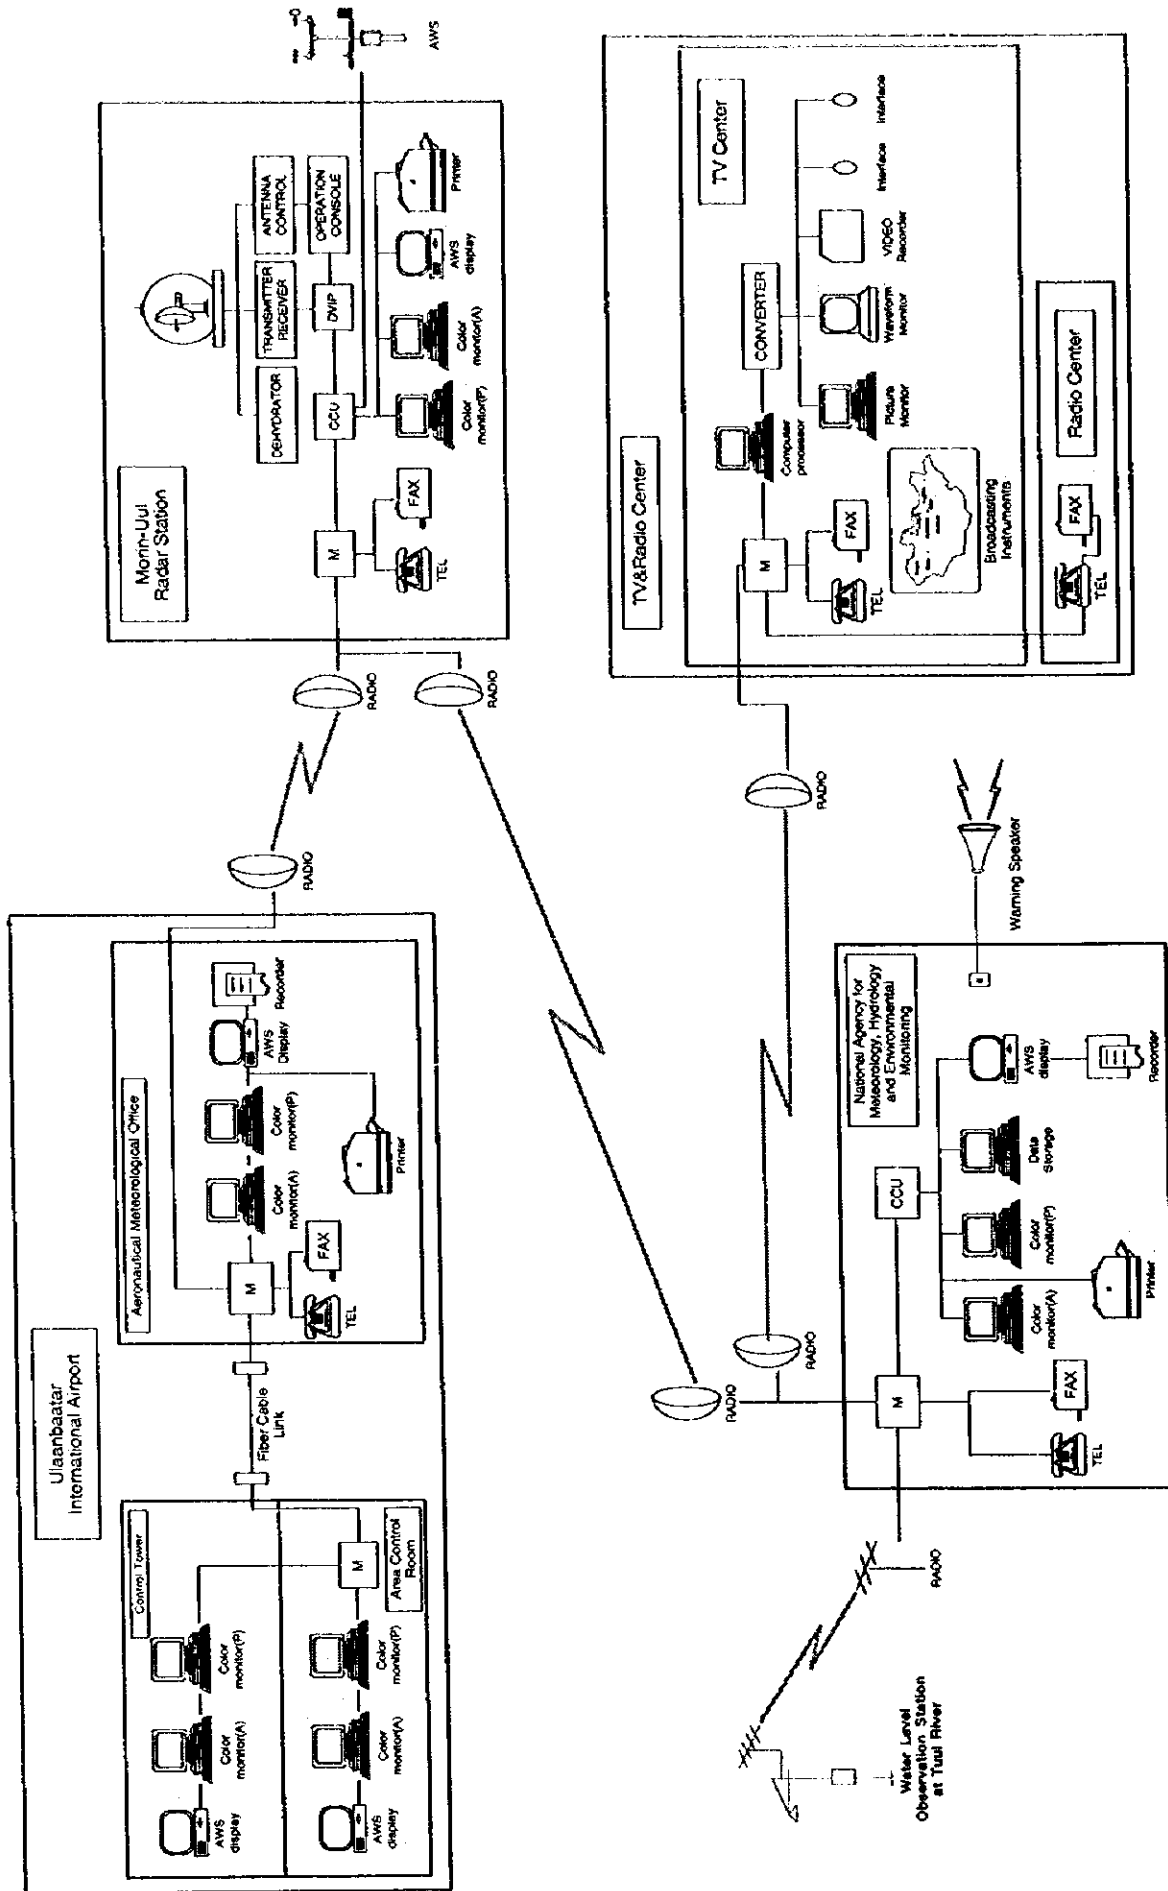 Ulaanbaatar
International Airport
Control Tower
AWS
display
Color
monitor(A)
Color
monitor(P)
AWS
display
Color
monitor(A)
Color
monitor(P)
M
Area Control
Room
Fiber Cable
Link
Aeronautical Meteorological Office
M
TEL
FAX
Color
monitor(A)
Color
monitor(P)
AWS
Display
Recorder
Printer
RADIO
RADIO
RADIO
Morin-Uul
Radar Station
DEHYDRATOR
TRANSMITTER
RECEIVER
ANTENNA
CONTROL
M
CCU
DVIP
OPERATION
CONSOLE
TEL
FAX
Color
monitor(P)
Color
monitor(A)
AWS
display
Printer
AWS
Water Level
Observation Station
at Tuul River
RADIO
RADIO
RADIO
National Agency for
Meteorology, Hydrology
and Environmental
Monitoring
M
CCU
TEL
FAX
Color
monitor(A)
Color
monitor(P)
Data
Storage
AWS
display
Printer
Recorder
Warning Speaker
RADIO
TV&Radio Center
TV Center
M
Computer
processor
CONVERTER
TEL
FAX
Picture
Monitor
Waveform
Monitor
VIDEO
Recorder
Interface
Interface
Broadcasting
Instruments
Radio Center
TEL
FAX